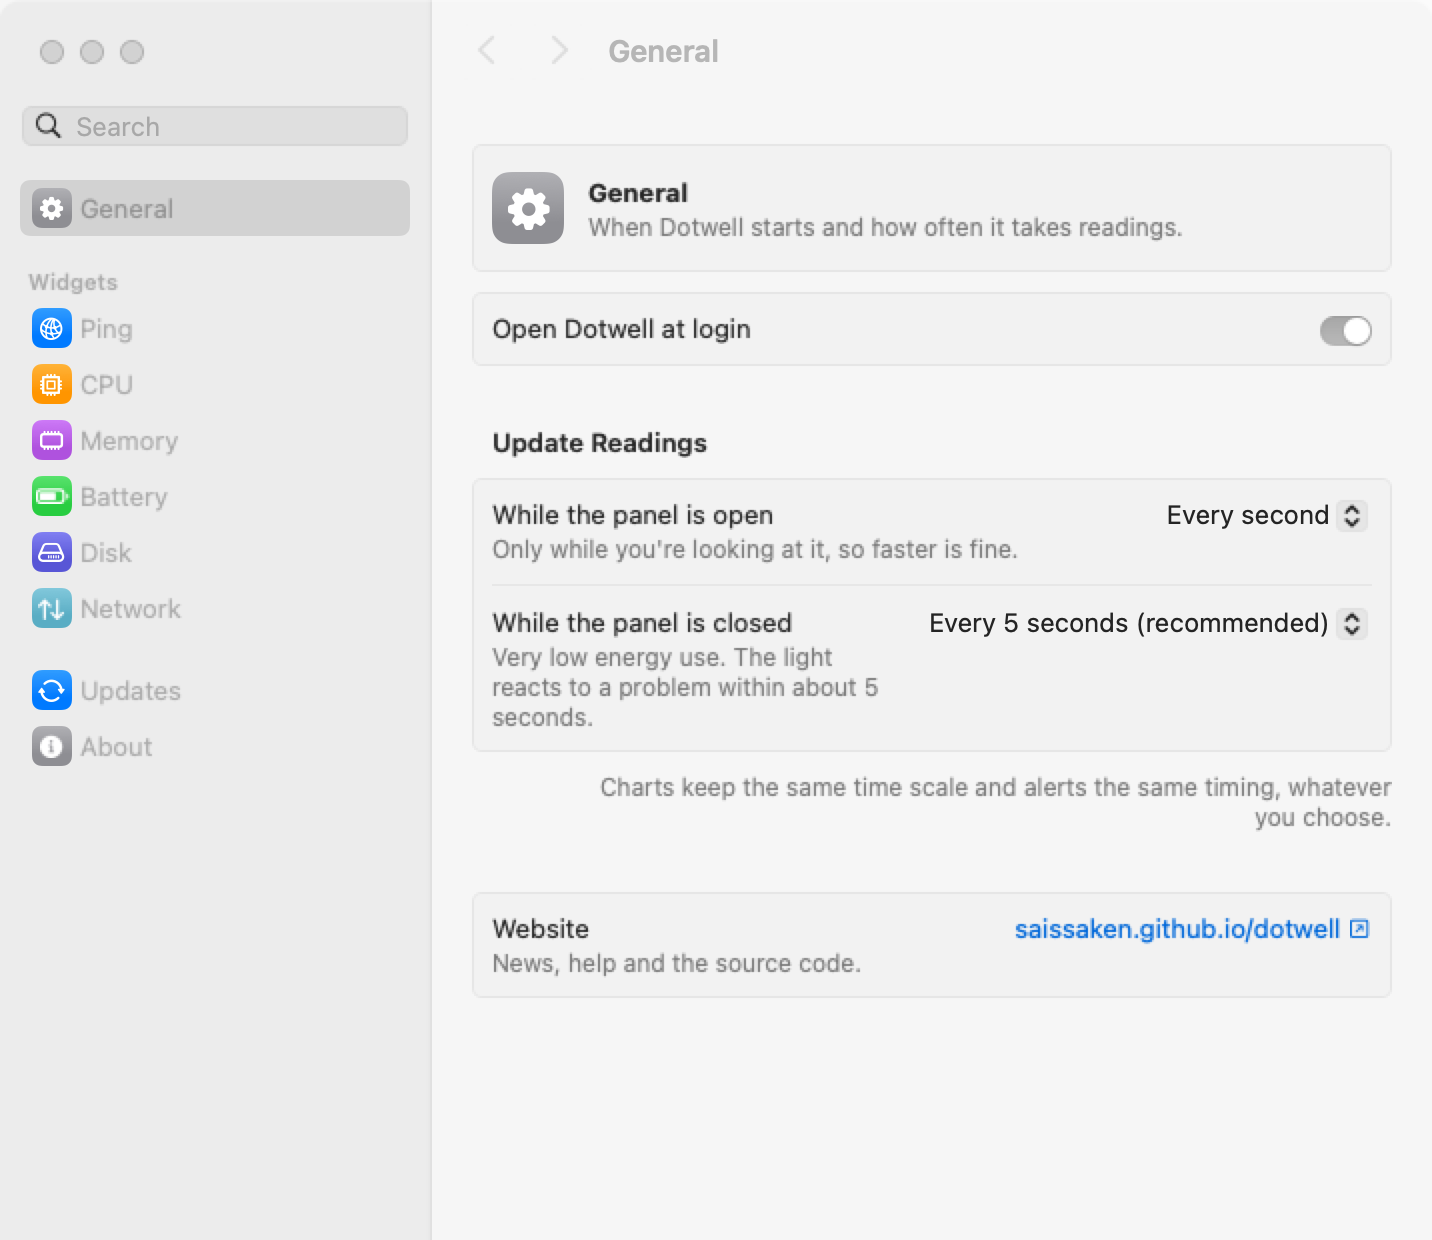 General
Search
General
Widgets
Ping
CPU
Memory
Battery
Disk
Network
Updates
About
General
When Dotwell starts and how often it takes readings.
Open Dotwell at login
Update Readings
While the panel is open
Every second
Only while you're looking at it, so faster is fine.
While the panel is closed
Every 5 seconds (recommended)
Very low energy use. The light
reacts to a problem within about 5
seconds.
Charts keep the same time scale and alerts the same timing, whatever
you choose.
Website
saissaken.github.io/dotwell
News, help and the source code.